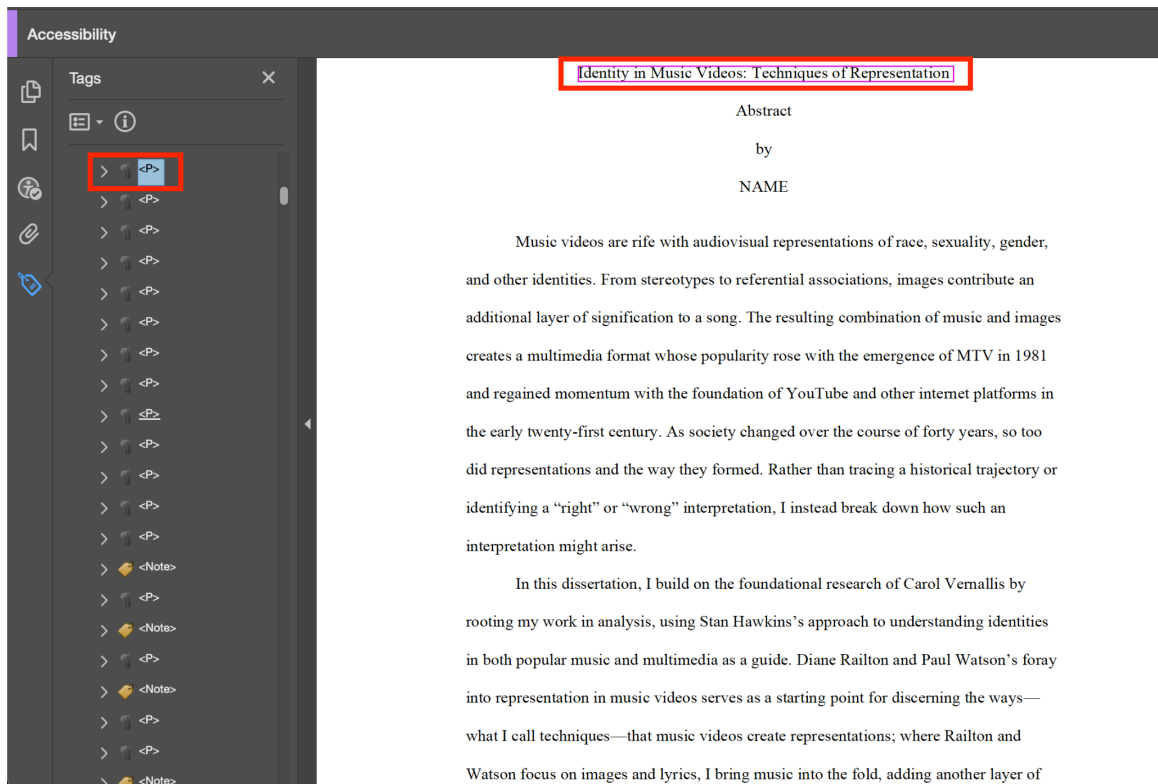 Accessibility
Tags
<P>
<P>
<P>
<P>
<P>
<P>
<P>
<P>
<P>
<P>
<P>
<P>
<P>
<Note>
<P>
<Note>
<P>
<Note>
<P>
<P>
<Note>
Identity in Music Videos: Techniques of Representation
Abstract
by
NAME
Music videos are rife with audiovisual representations of race, sexuality, gender,
and other identities. From stereotypes to referential associations, images contribute an
additional layer of signification to a song. The resulting combination of music and images
creates a multimedia format whose popularity rose with the emergence of MTV in 1981
and regained momentum with the foundation of YouTube and other internet platforms in
the early twenty-first century. As society changed over the course of forty years, so too
did representations and the way they formed. Rather than tracing a historical trajectory or
identifying a “right” or “wrong” interpretation, I instead break down how such an
interpretation might arise.
In this dissertation, I build on the foundational research of Carol Vernallis by
rooting my work in analysis, using Stan Hawkins’s approach to understanding identities
in both popular music and multimedia as a guide. Diane Railton and Paul Watson’s foray
into representation in music videos serves as a starting point for discerning the ways—
what I call techniques—that music videos create representations; where Railton and
Watson focus on images and lyrics, I bring music into the fold, adding another layer of